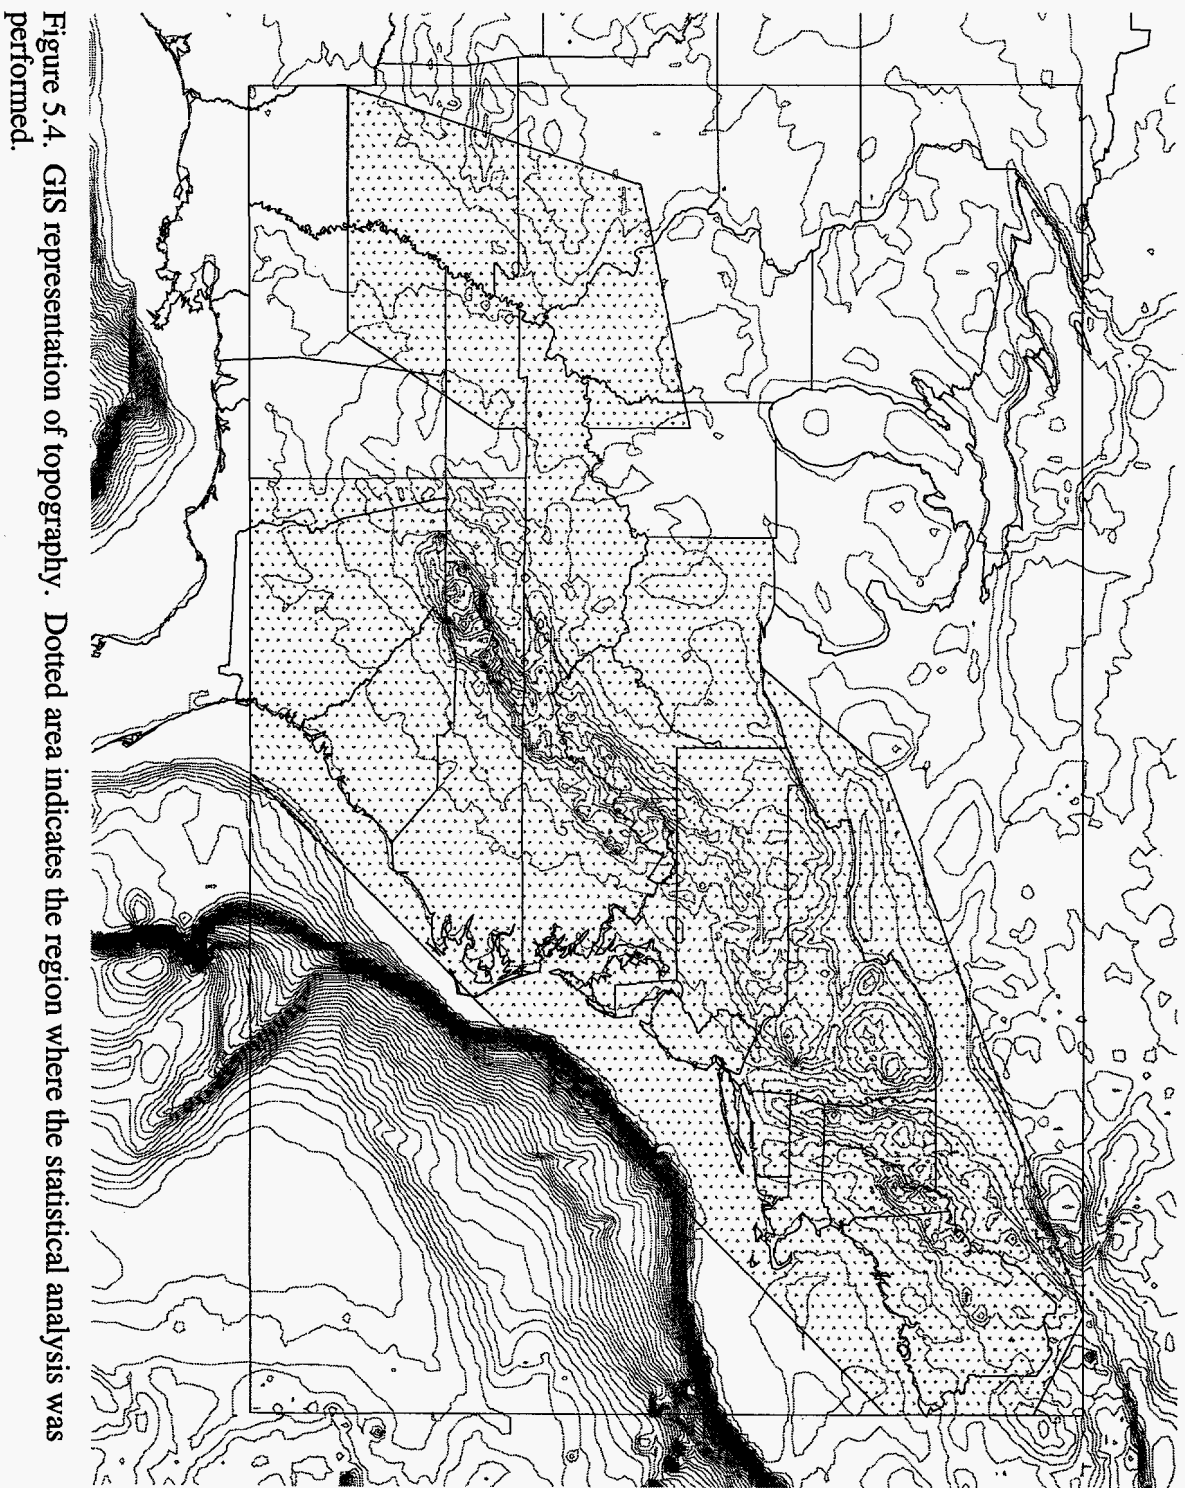 Figure 5.4. GIS representation of topography. Dotted area indicates the region where the statistical analysis was
performed.